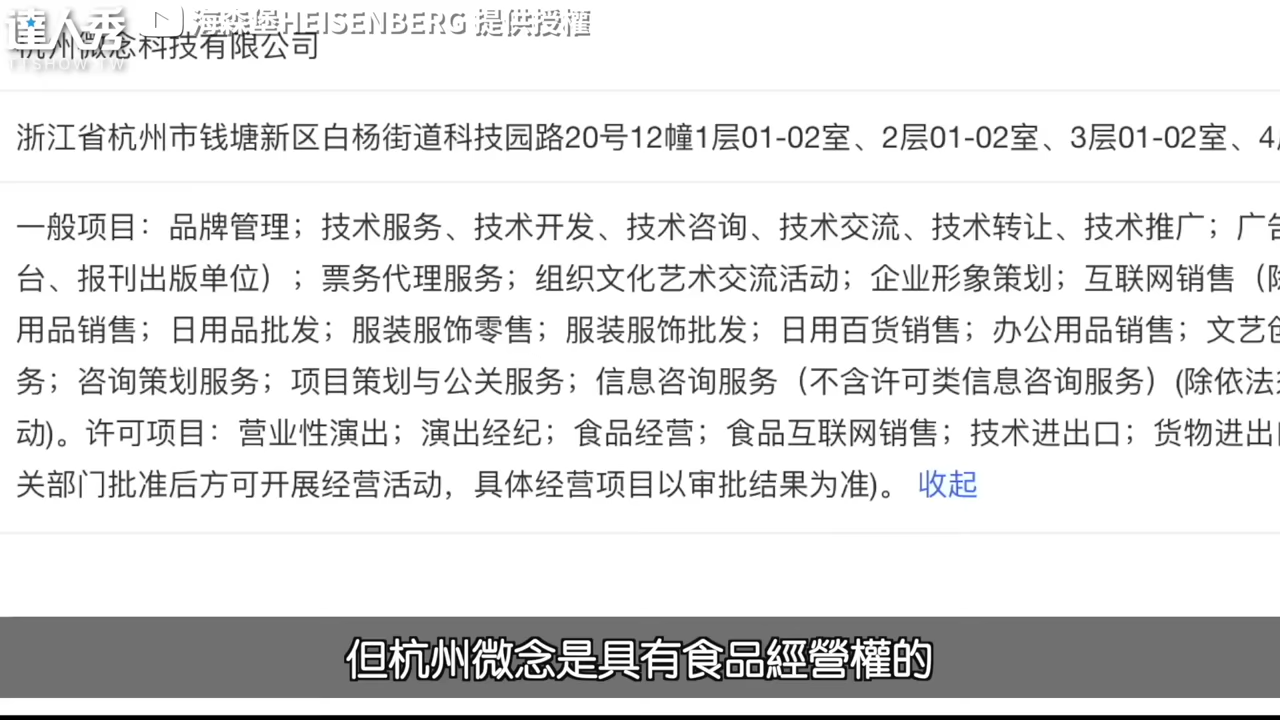 達人秀
TTSHOW.TW
海森堡HEISENBERG 提供授權
杭州微念科技有限公司
浙江省杭州市钱塘新区白杨街道科技园路20号12幢1层01-02室、2层01-02室、3层01-02室、4
一般项目：品牌管理；技术服务、技术开发、技术咨询、技术交流、技术转让、技术推广；广告
台、报刊出版单位）；票务代理服务；组织文化艺术交流活动；企业形象策划；互联网销售（除
用品销售；日用品批发；服装服饰零售；服装服饰批发；日用百货销售；办公用品销售；文艺创
务；咨询策划服务；项目策划与公关服务；信息咨询服务（不含许可类信息咨询服务）(除依法
动)。许可项目：营业性演出；演出经纪；食品经营；食品互联网销售；技术进出口；货物进出
关部门批准后方可开展经营活动，具体经营项目以审批结果为准)。 收起
但杭州微念是具有食品經營權的